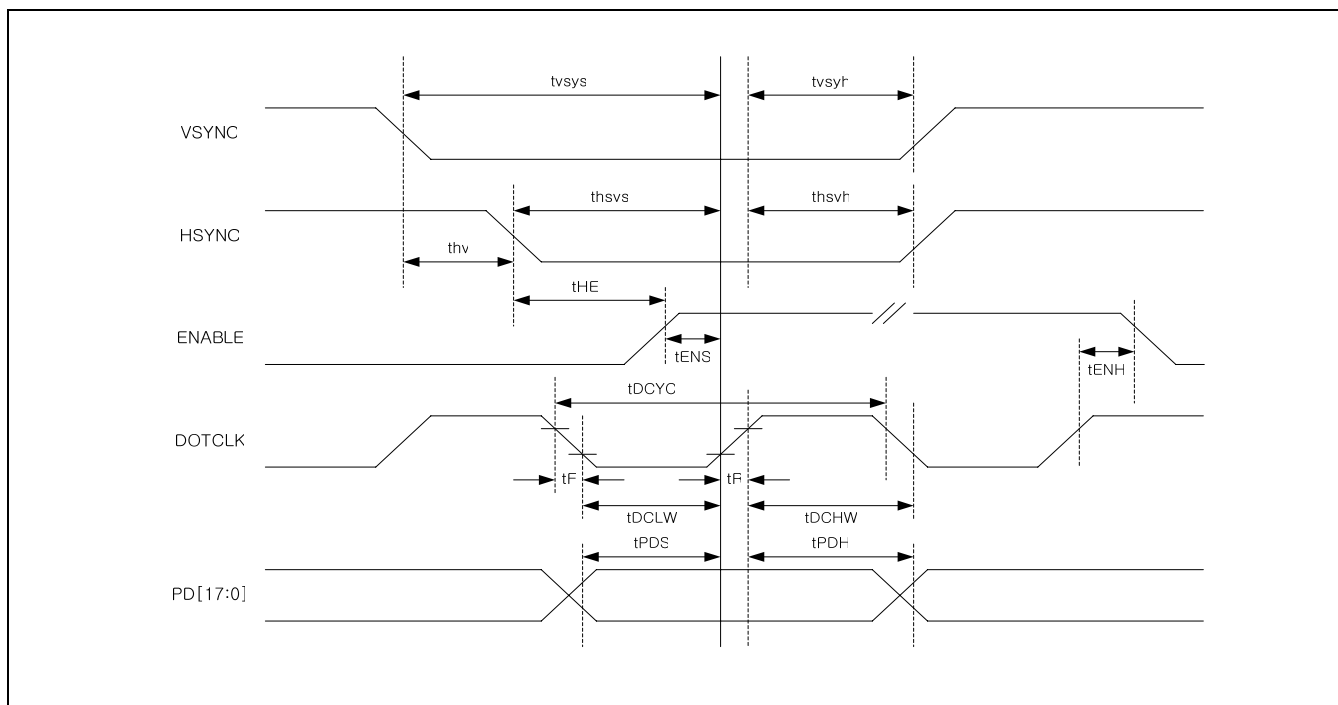 tvsys
tvsyh
VSYNC
thsvs
thsvh
HSYNC
thv
tHE
ENABLE
tENS
tENH
tDCYC
DOTCLK
tF
tR
tDCLW
tDCHW
tPDS
tPDH
PD[17:0]